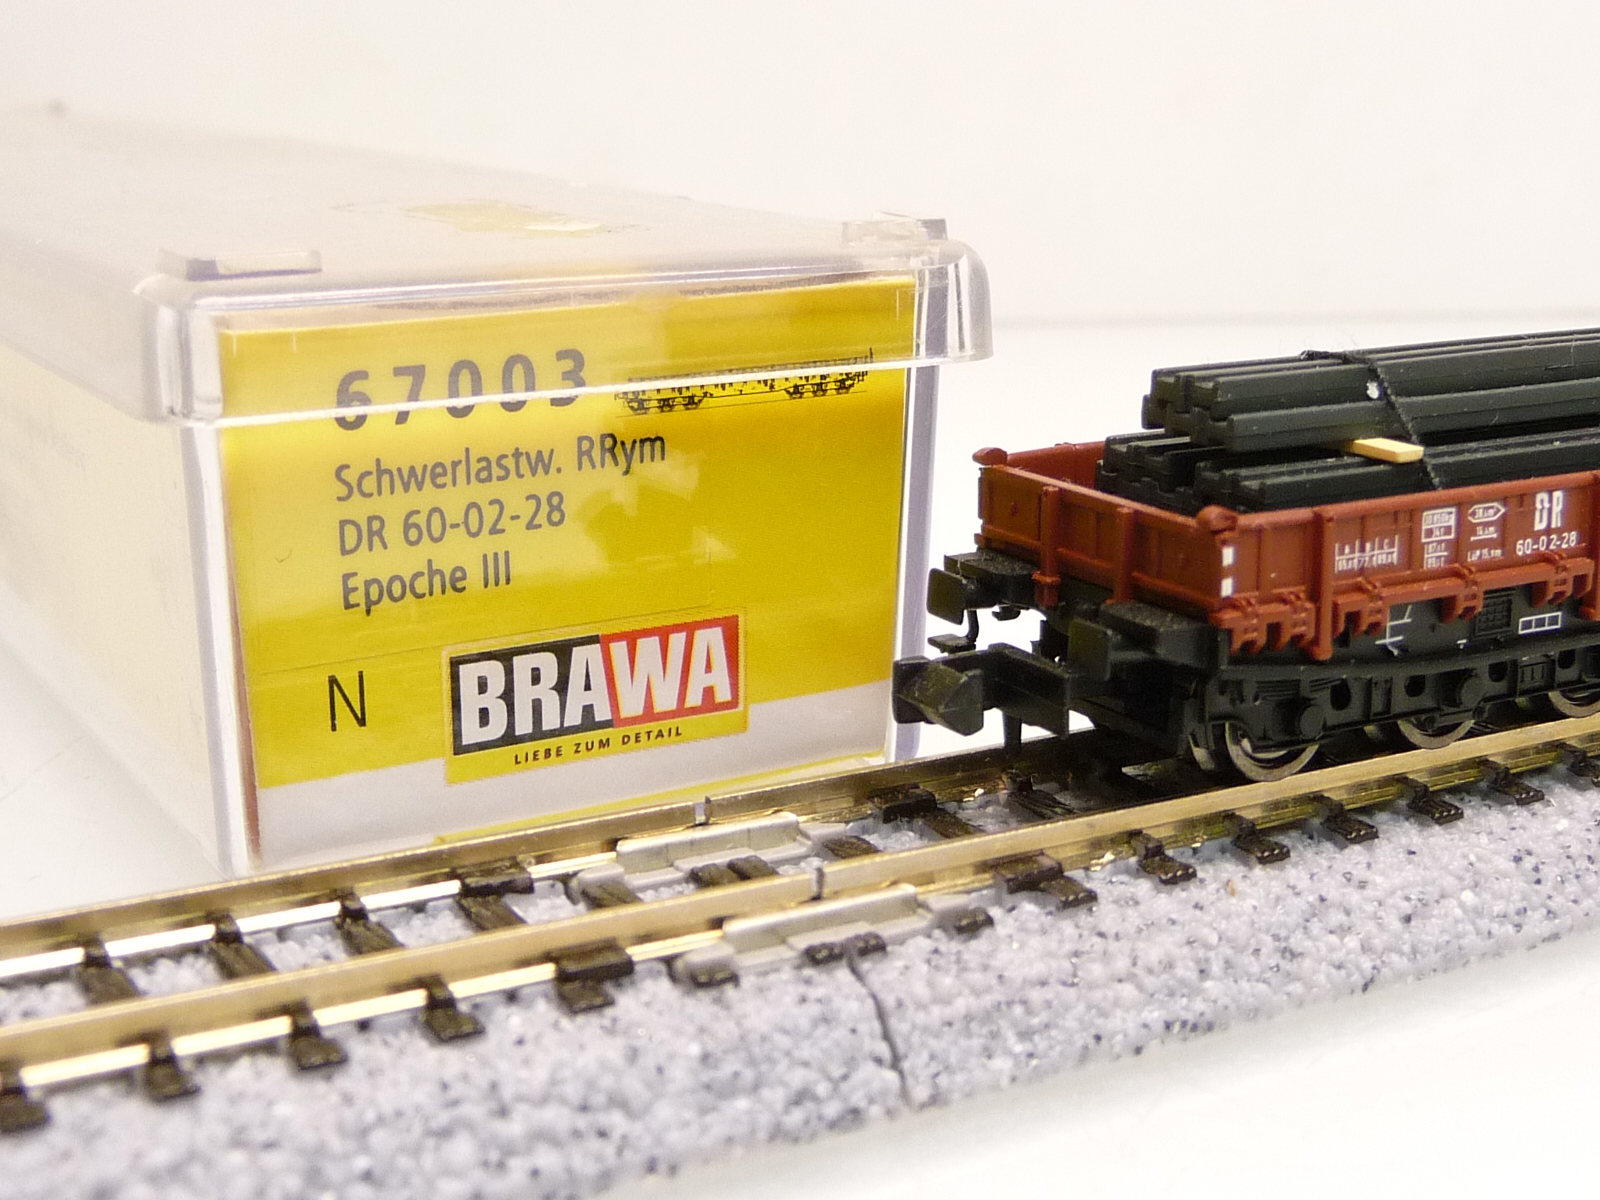 67003
Schwerlastw. RRym
DR 60-02-28
Epoche III
N
BRAWA
LIEBE ZUM DETAIL
DR
60-02-28